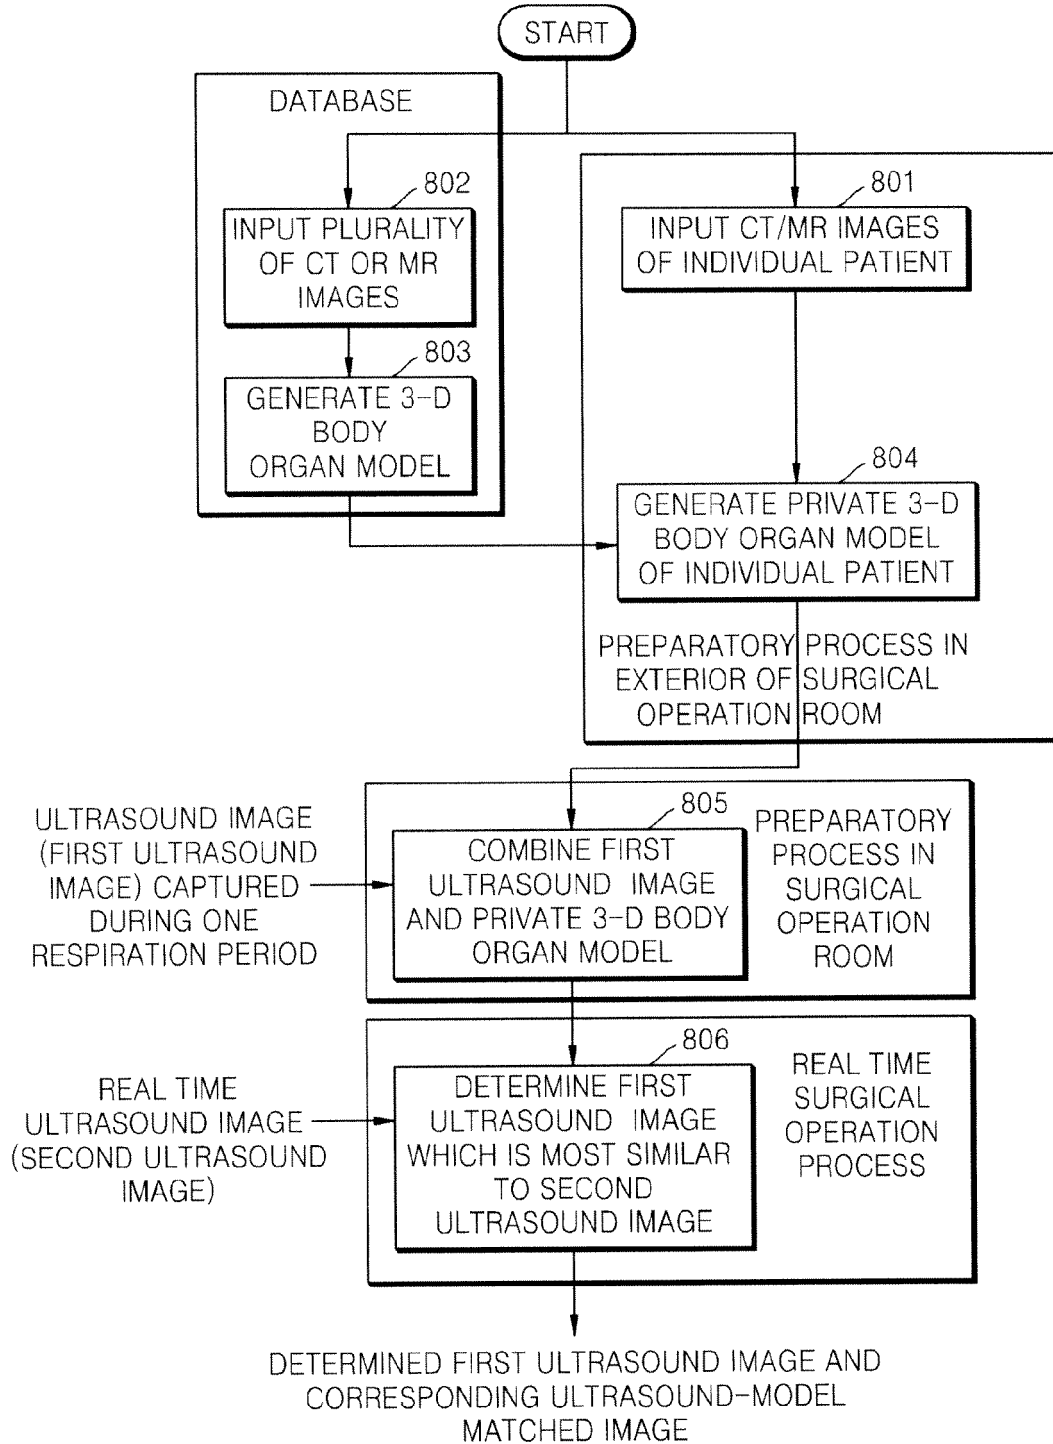 START
DATABASE
802
INPUT PLURALITY
OF CT OR MR
IMAGES
803
GENERATE 3-D
BODY
ORGAN MODEL
801
INPUT CT/MR IMAGES
OF INDIVIDUAL PATIENT
804
GENERATE PRIVATE 3-D
BODY ORGAN MODEL
OF INDIVIDUAL PATIENT
PREPARATORY PROCESS IN
EXTERIOR OF SURGICAL
OPERATION ROOM
ULTRASOUND IMAGE
(FIRST ULTRASOUND
IMAGE) CAPTURED
DURING ONE
RESPIRATION PERIOD
805
COMBINE FIRST
ULTRASOUND IMAGE
AND PRIVATE 3-D BODY
ORGAN MODEL
PREPARATORY
PROCESS IN
SURGICAL
OPERATION
ROOM
REAL TIME
ULTRASOUND IMAGE
(SECOND ULTRASOUND
IMAGE)
806
DETERMINE FIRST
ULTRASOUND IMAGE
WHICH IS MOST SIMILAR
TO SECOND
ULTRASOUND IMAGE
REAL TIME
SURGICAL
OPERATION
PROCESS
DETERMINED FIRST ULTRASOUND IMAGE AND
CORRESPONDING ULTRASOUND-MODEL
MATCHED IMAGE